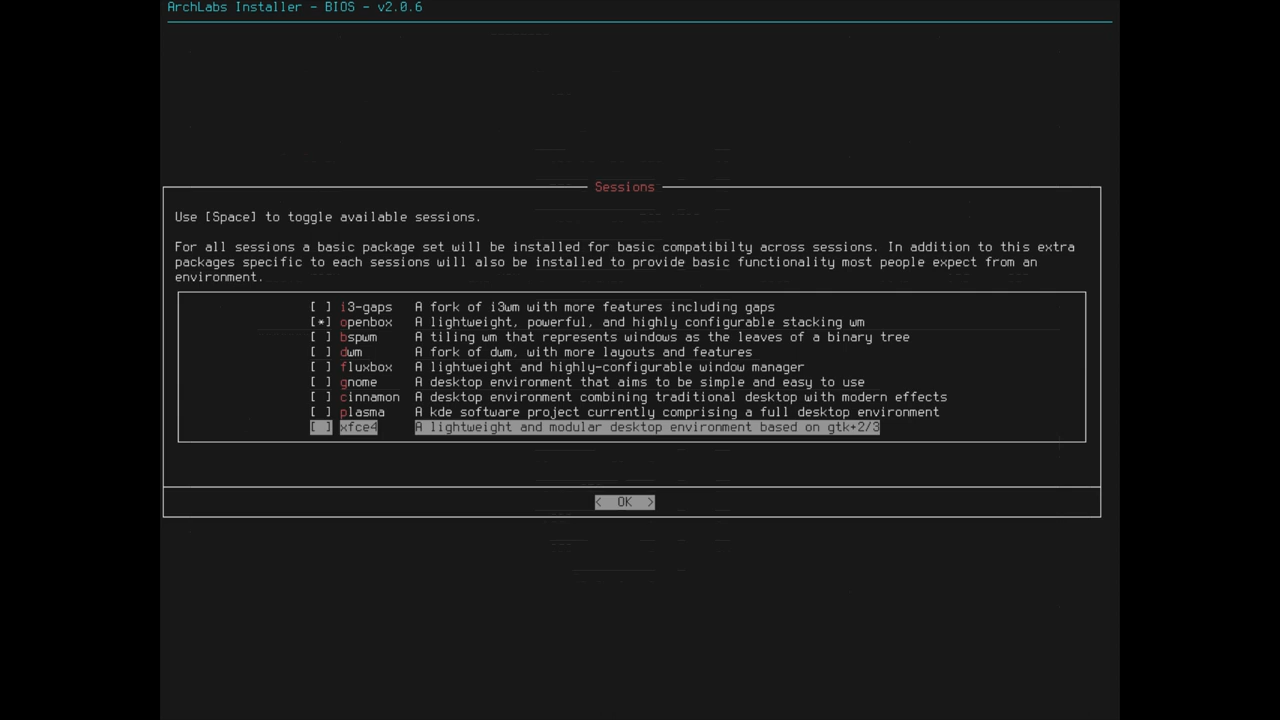 ArchLabs Installer - BIOS - v2.0.6
Sessions
Use [Space] to toggle available sessions.
For all sessions a basic package set will be installed for basic compatibilty across sessions. In addition to this extra
packages specific to each sessions will also be installed to provide basic functionality most people expect from an
environment.
[ ] i3-gaps A fork of i3wm with more features including gaps
[*] openbox A lightweight, powerful, and highly configurable stacking wm
[ ] bspwm A tiling wm that represents windows as the leaves of a binary tree
[ ] dwm A fork of dwm, with more layouts and features
[ ] fluxbox A lightweight and highly-configurable window manager
[ ] gnome A desktop environment that aims to be simple and easy to use
[ ] cinnamon A desktop environment combining traditional desktop with modern effects
[ ] plasma A kde software project currently comprising a full desktop environment
[ ] xfce4 A lightweight and modular desktop environment based on gtk+2/3
< OK >